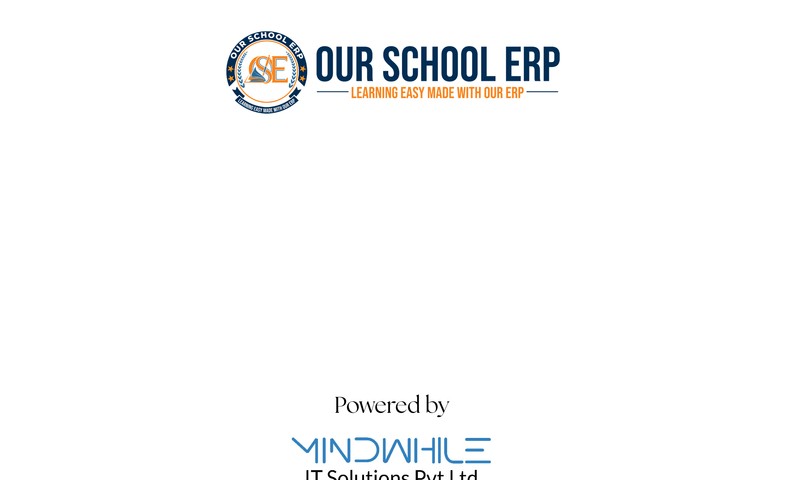 OUR SCHOOL ERP
OSE
LEARNING EASY MADE WITH OUR ERP
OUR SCHOOL ERP
LEARNING EASY MADE WITH OUR ERP
Powered by
MINDWHILE
IT Solutions Pvt Ltd